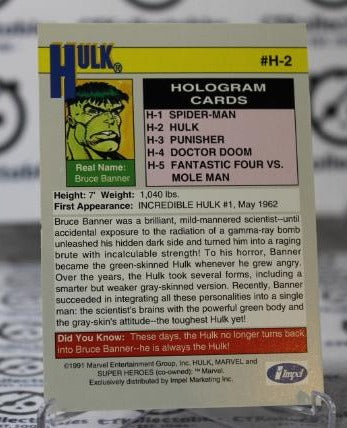 HULK®
#H-2
HOLOGRAM
CARDS
H-1 SPIDER-MAN
H-2 HULK
H-3 PUNISHER
H-4 DOCTOR DOOM
H-5 FANTASTIC FOUR VS.
MOLE MAN
Real Name:
Bruce Banner
Height: 7' Weight: 1,040 lbs.
First Appearance: INCREDIBLE HULK #1, May 1962
Bruce Banner was a brilliant, mild-mannered scientist--until
accidental exposure to the radiation of a gamma-ray bomb
unleashed his hidden dark side and turned him into a raging
brute with incalculable strength! To his horror, Banner
became the green-skinned Hulk whenever he grew angry.
Over the years, the Hulk took several forms, including a
smarter but weaker gray-skinned version. Recently, Banner
succeeded in integrating all these personalities into a single
man: the scientist's brains with the powerful green body and
the gray-skin's attitude--the toughest Hulk yet!
Did You Know: These days, the Hulk no longer turns back
into Bruce Banner--he is always the Hulk!
©1991 Marvel Entertainment Group, Inc. HULK, MARVEL and
SUPER HEROES (co-owned); ™ Marvel.
Exclusively distributed by Impel Marketing Inc.
Impel